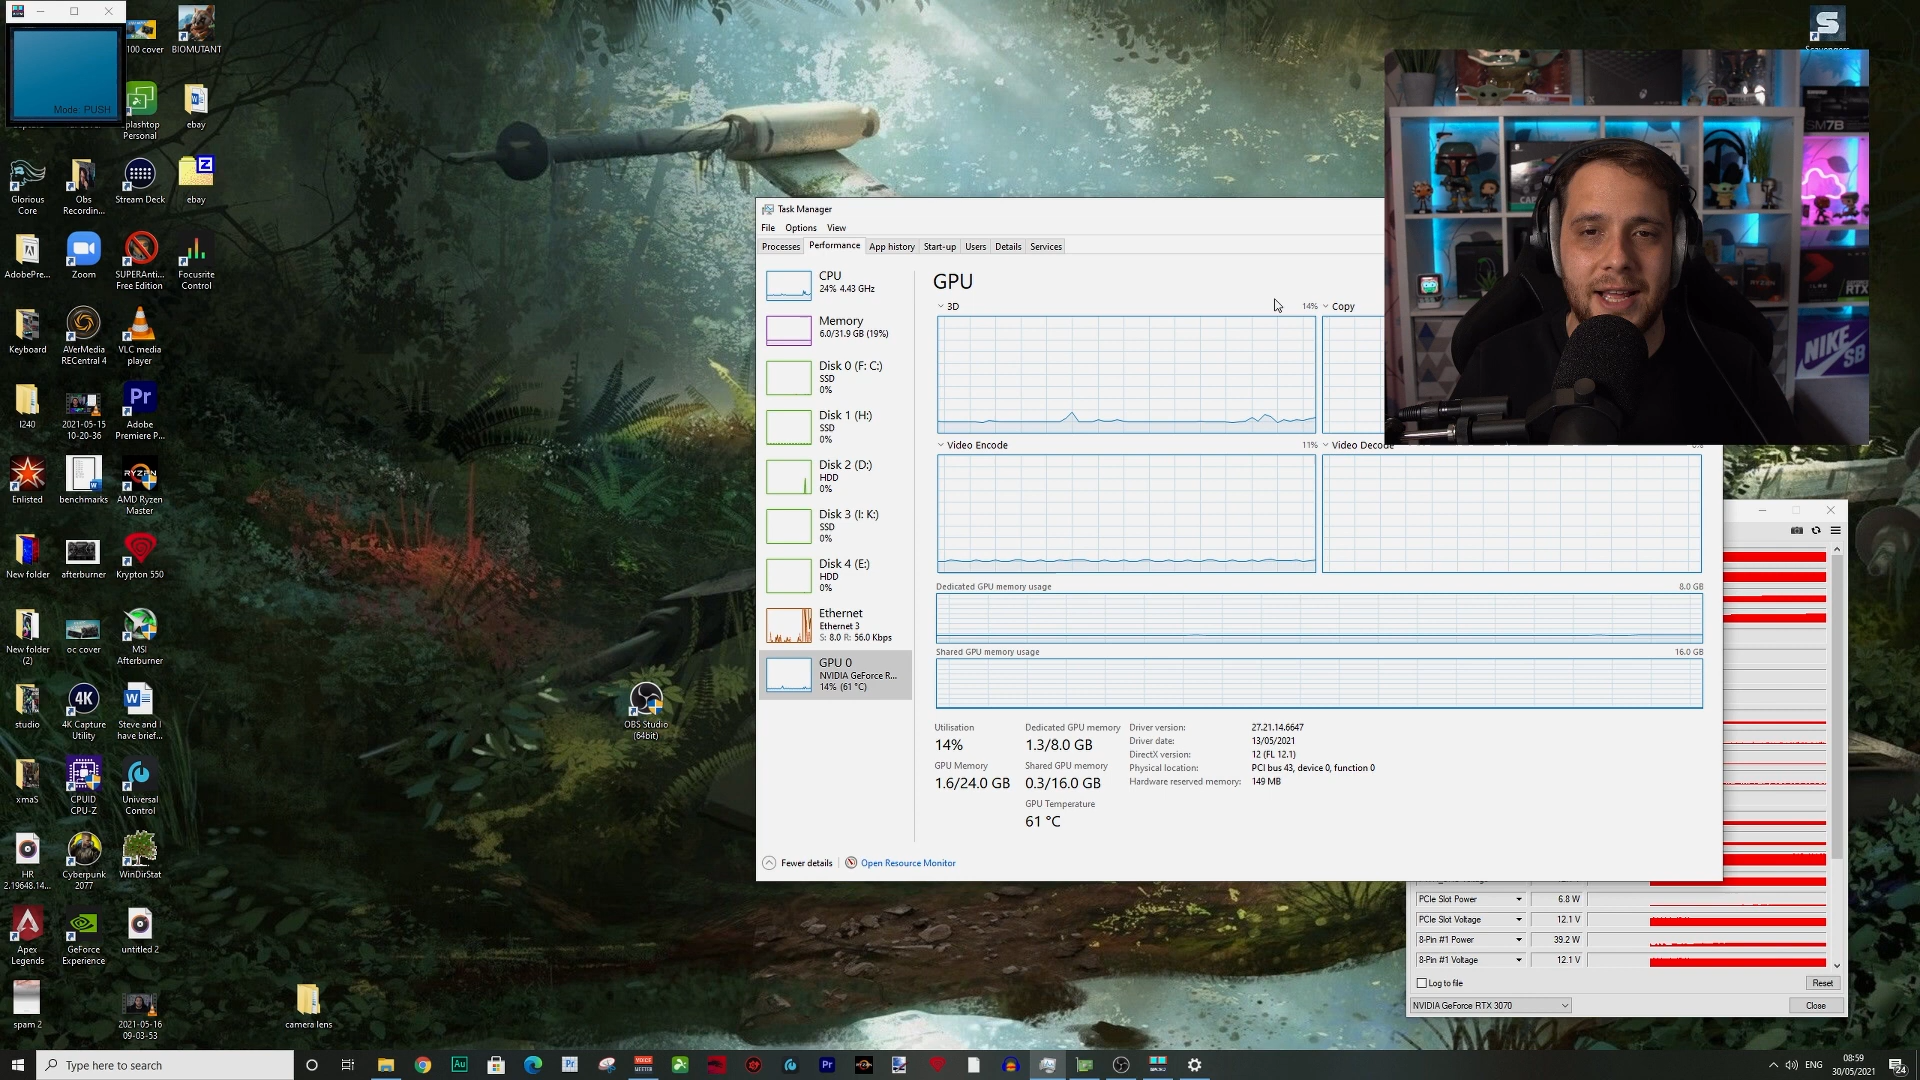 Mode: PUSH
100 cover
BIOMUTANT
Splashtop
Personal
ebay
Glorious
Core
Obs
Recordin...
Stream Deck
ebay
AdobePre...
Zoom
SUPERAnti...
Free Edition
Focusrite
Control
Keyboard
AVerMedia
RECentral 4
VLC media
player
I240
2021-05-15
10-20-36
Adobe
Premiere P...
Enlisted
benchmarks
AMD Ryzen
Master
New folder
afterburner
Krypton 550
New folder
(2)
oc cover
MSI
Afterburner
studio
4K Capture
Utility
Steve and I
have brief...
xmaS
CPUID
CPU-Z
Universal
Control
HR
2.19648.14...
Cyberpunk
2077
WinDirStat
Apex
Legends
GeForce
Experience
untitled 2
spam 2
2021-05-16
09-03-53
camera lens
OBS Studio
(64bit)
Scavengers
Task Manager
File Options View
Processes Performance App history Start-up Users Details Services
CPU
24% 4.43 GHz
Memory
6.0/31.9 GB (19%)
Disk 0 (F: C:)
SSD
0%
Disk 1 (H:)
SSD
0%
Disk 2 (D:)
HDD
0%
Disk 3 (I: K:)
SSD
0%
Disk 4 (E:)
HDD
0%
Ethernet
Ethernet 3
S: 8.0 R: 56.0 Kbps
GPU 0
NVIDIA GeForce R...
14% (61 °C)
GPU
3D 14% Copy
Video Encode 11% Video Decode 0%
Dedicated GPU memory usage 8.0 GB
Shared GPU memory usage 16.0 GB
Utilisation
14%
Dedicated GPU memory
1.3/8.0 GB
GPU Memory
1.6/24.0 GB
Shared GPU memory
0.3/16.0 GB
GPU Temperature
61 °C
Driver version: 27.21.14.6647
Driver date: 13/05/2021
DirectX version: 12 (FL 12.1)
Physical location: PCI bus 43, device 0, function 0
Hardware reserved memory: 149 MB
Fewer details Open Resource Monitor
SM7B
RYZEN
RTX
NIKE
SB
PCIe Slot Power 6.8 W
PCIe Slot Voltage 12.1 V
8-Pin #1 Power 39.2 W
8-Pin #1 Voltage 12.1 V
Log to file Reset
NVIDIA GeForce RTX 3070 Close
Type here to search
ENG
08:59
30/05/2021
24